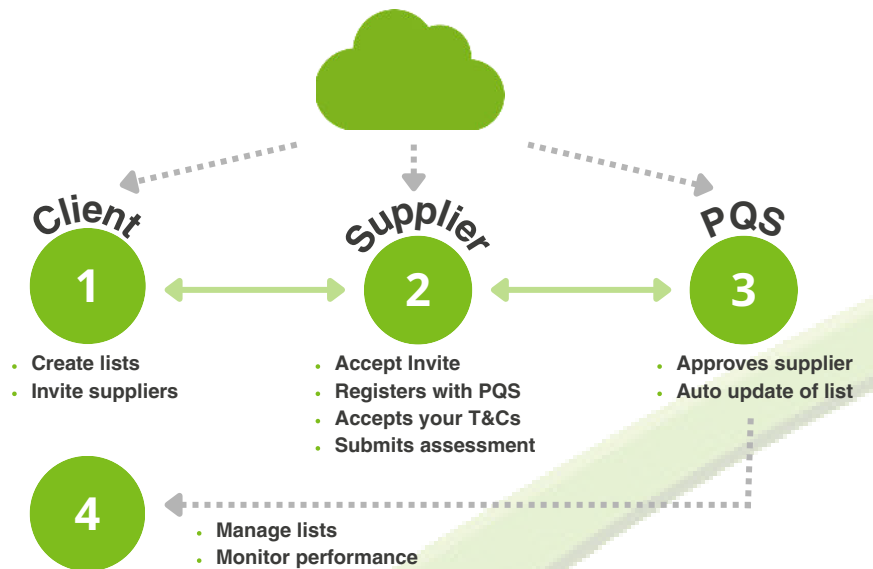 Client
Supplier
PQS
1
2
3
Create lists
Invite suppliers
Accept Invite
Registers with PQS
Accepts your T&Cs
Submits assessment
Approves supplier
Auto update of list
4
Manage lists
Monitor performance